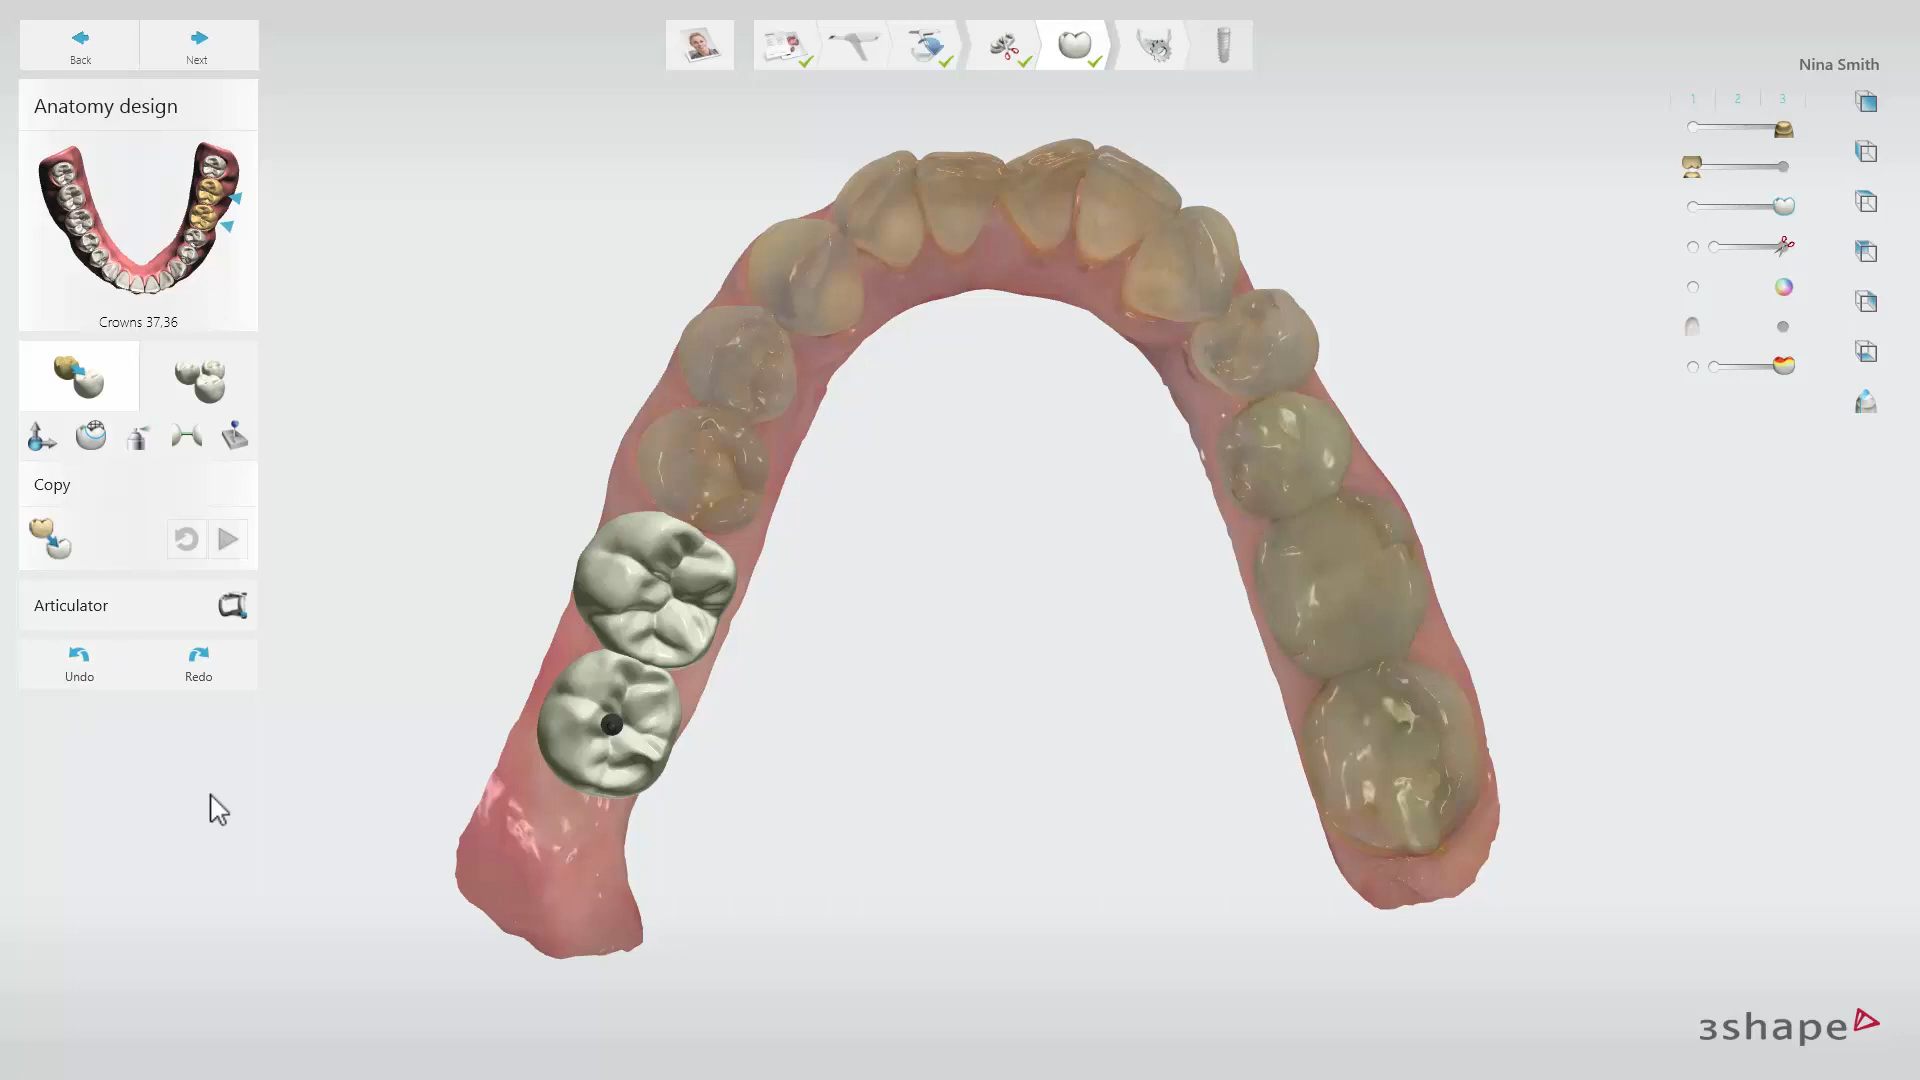 Back
Next
Nina Smith
Anatomy design
1 2 3
Crowns 37,36
Copy
Articulator
Undo
Redo
3shape